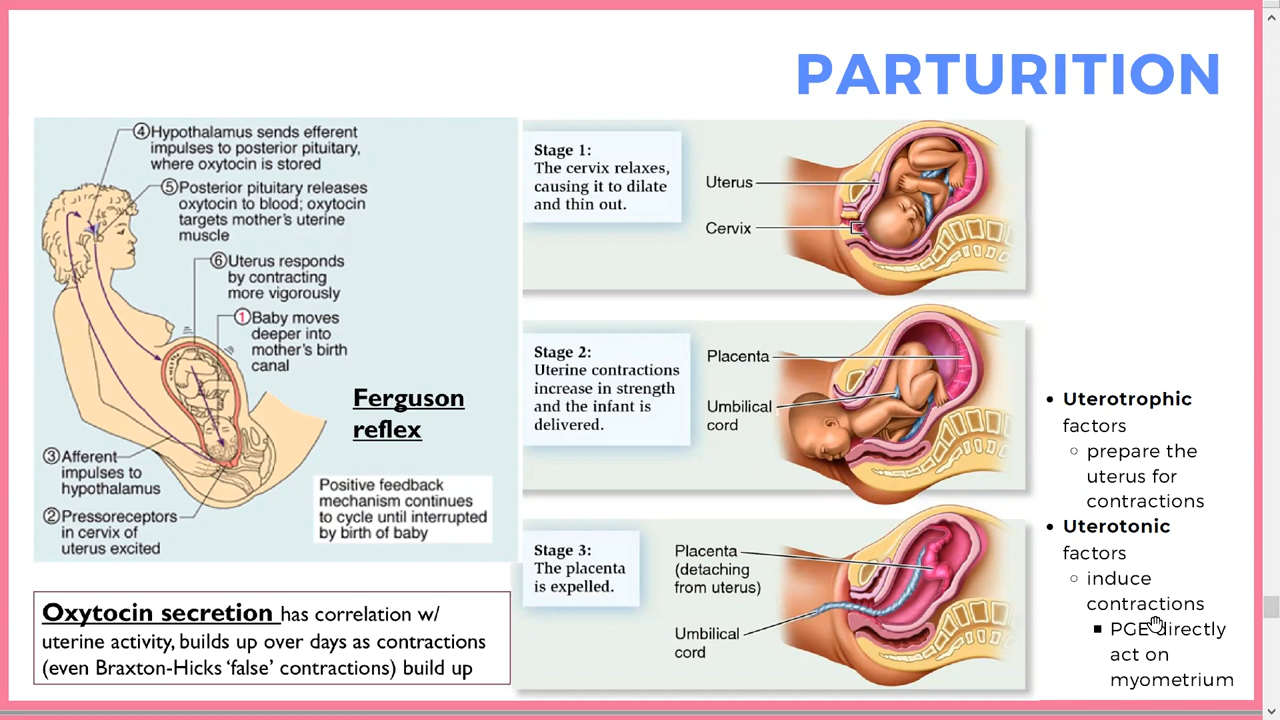 PARTURITION
④Hypothalamus sends efferent
impulses to posterior pituitary,
where oxytocin is stored
⑤Posterior pituitary releases
oxytocin to blood; oxytocin
targets mother's uterine
muscle
⑥Uterus responds
by contracting
more vigorously
①Baby moves
deeper into
mother's birth
canal
Ferguson
reflex
③Afferent
impulses to
hypothalamus
②Pressoreceptors
in cervix of
uterus excited
Positive feedback
mechanism continues
to cycle until interrupted
by birth of baby
Oxytocin secretion has correlation w/
uterine activity, builds up over days as contractions
(even Braxton-Hicks 'false' contractions) build up
Stage 1:
The cervix relaxes,
causing it to dilate
and thin out.
Uterus
Cervix
Stage 2:
Uterine contractions
increase in strength
and the infant is
delivered.
Placenta
Umbilical
cord
Stage 3:
The placenta
is expelled.
Placenta
(detaching
from uterus)
Umbilical
cord
• Uterotrophic
factors
○ prepare the
uterus for
contractions
• Uterotonic
factors
○ induce
contractions
■ PGE directly
act on
myometrium